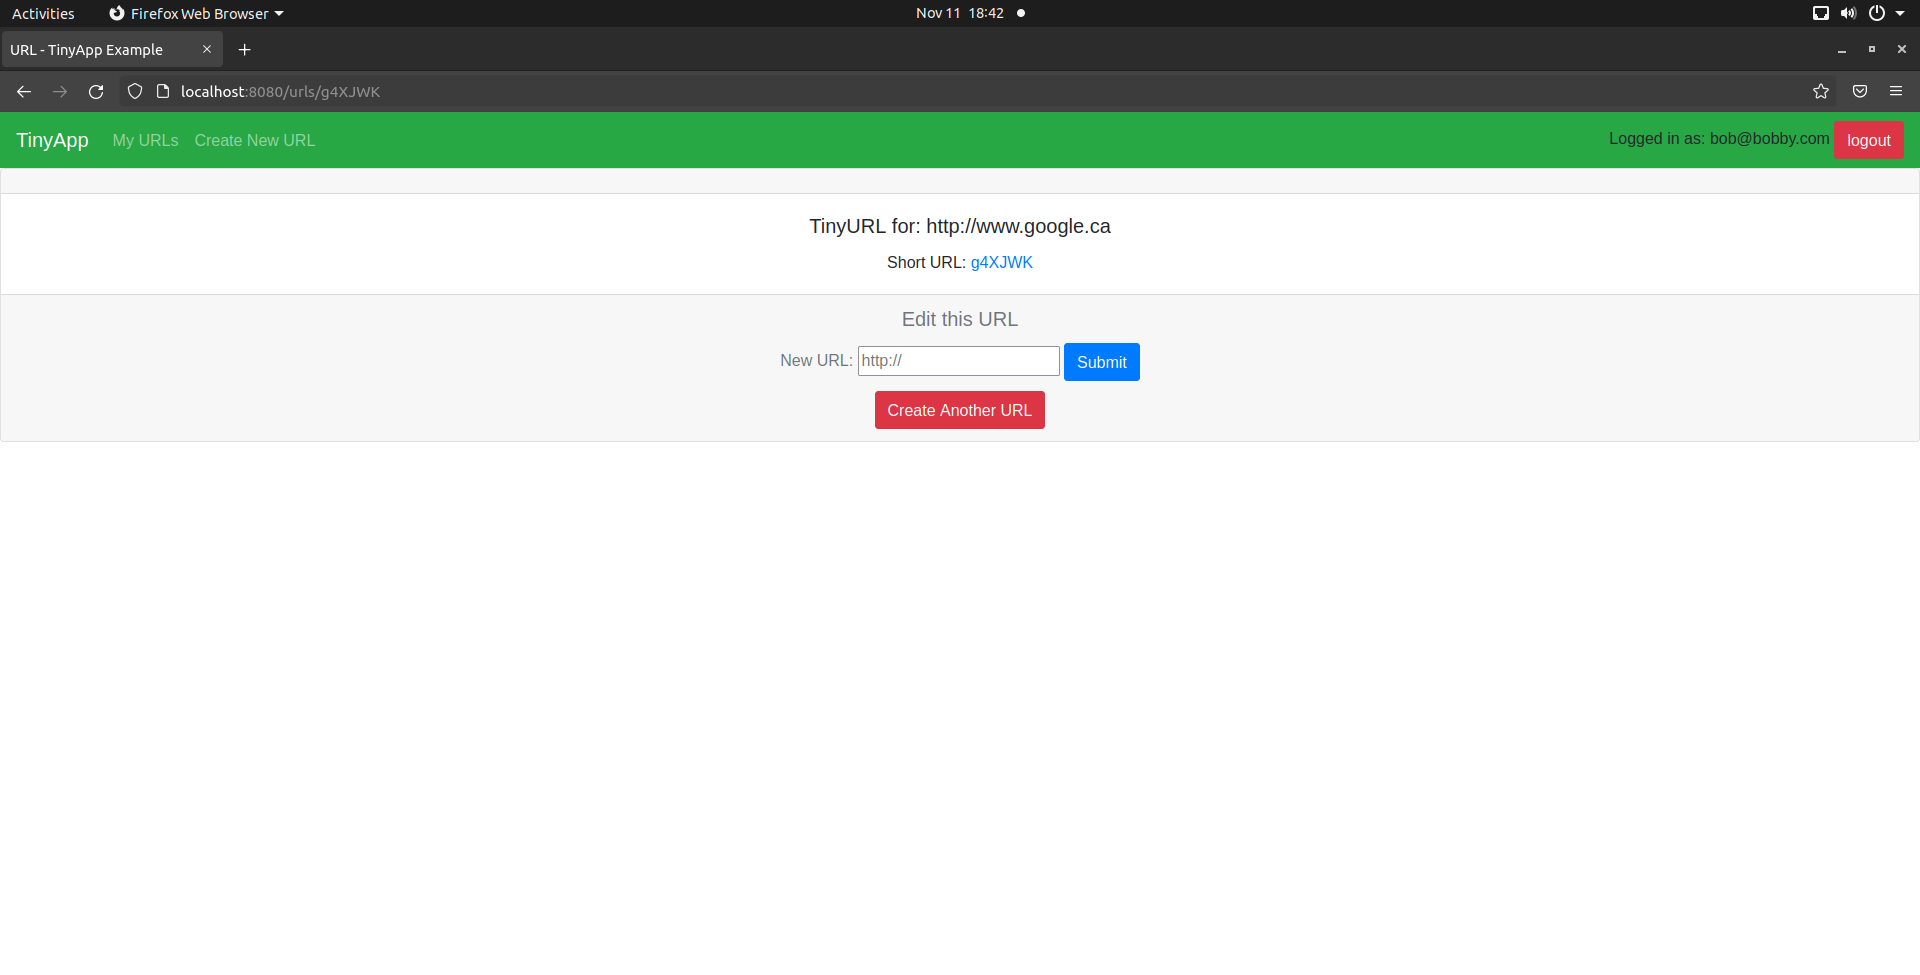 Activities Firefox Web Browser Nov 11 18:42
URL - TinyApp Example
localhost:8080/urls/g4XJWK
TinyApp My URLs Create New URL Logged in as: bob@bobby.com logout
TinyURL for: http://www.google.ca
Short URL: g4XJWK
Edit this URL
New URL: http:// Submit
Create Another URL